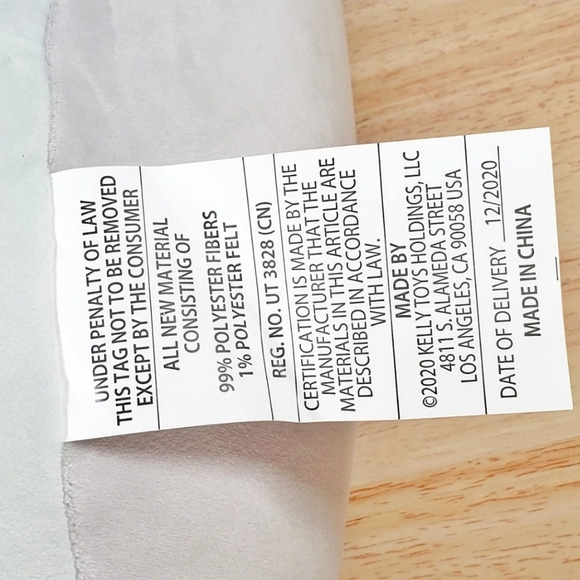 UNDER PENALTY OF LAW
THIS TAG NOT TO BE REMOVED
EXCEPT BY THE CONSUMER
ALL NEW MATERIAL
CONSISTING OF
99% POLYESTER FIBERS
1% POLYESTER FELT
REG. NO. UT 3828 (CN)
CERTIFICATION IS MADE BY THE
MANUFACTURER THAT THE
MATERIALS IN THIS ARTICLE ARE
DESCRIBED IN ACCORDANCE
WITH LAW.
MADE BY
©2020 KELLY TOYS HOLDINGS, LLC
4811 S. ALAMEDA STREET
LOS ANGELES, CA 90058 USA
DATE OF DELIVERY 12/2020
MADE IN CHINA